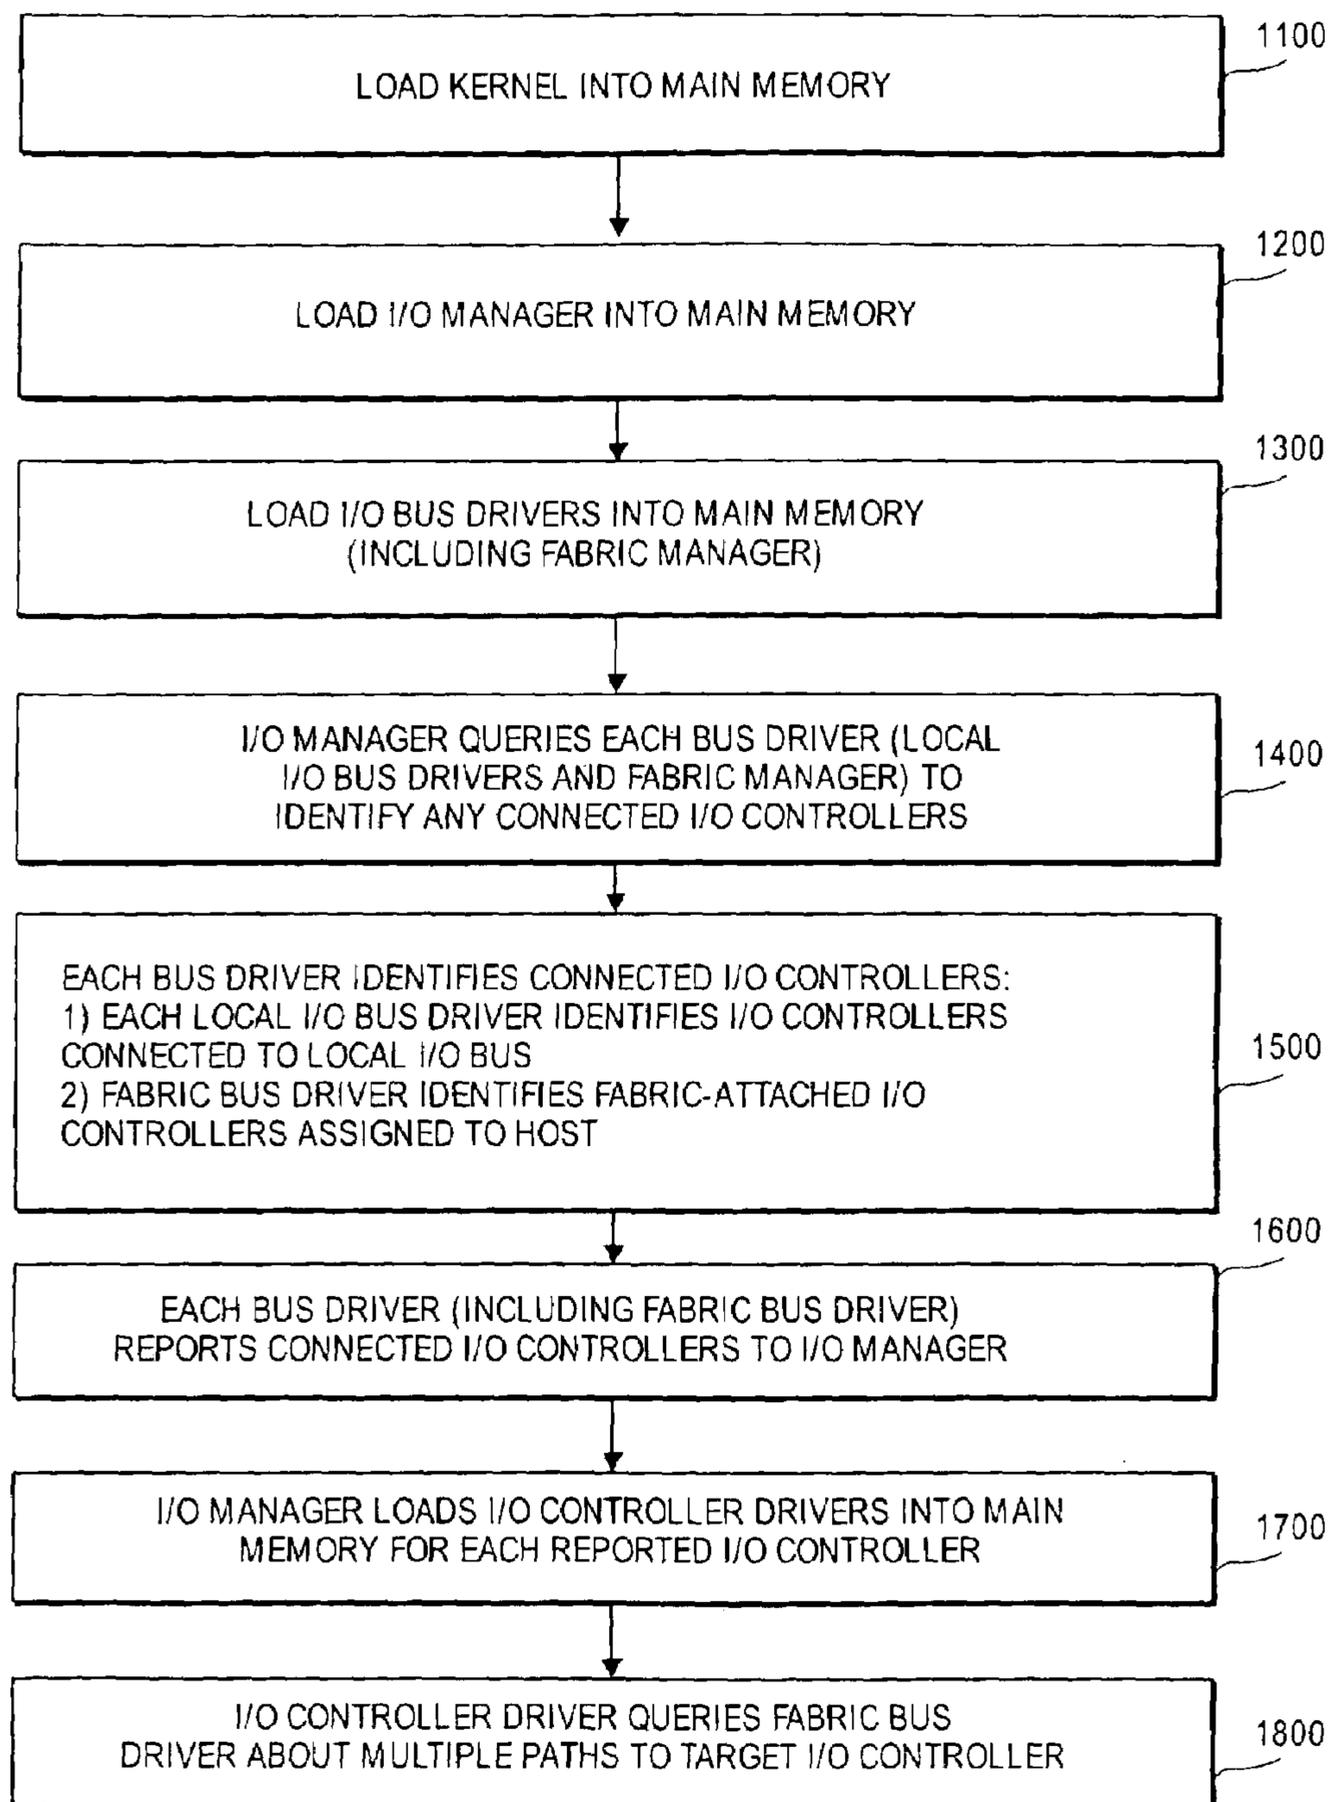 1100
LOAD KERNEL INTO MAIN MEMORY
1200
LOAD I/O MANAGER INTO MAIN MEMORY
1300
LOAD I/O BUS DRIVERS INTO MAIN MEMORY
(INCLUDING FABRIC MANAGER)
1400
I/O MANAGER QUERIES EACH BUS DRIVER (LOCAL
I/O BUS DRIVERS AND FABRIC MANAGER) TO
IDENTIFY ANY CONNECTED I/O CONTROLLERS
1500
EACH BUS DRIVER IDENTIFIES CONNECTED I/O CONTROLLERS:
1) EACH LOCAL I/O BUS DRIVER IDENTIFIES I/O CONTROLLERS
CONNECTED TO LOCAL I/O BUS
2) FABRIC BUS DRIVER IDENTIFIES FABRIC-ATTACHED I/O
CONTROLLERS ASSIGNED TO HOST
1600
EACH BUS DRIVER (INCLUDING FABRIC BUS DRIVER)
REPORTS CONNECTED I/O CONTROLLERS TO I/O MANAGER
1700
I/O MANAGER LOADS I/O CONTROLLER DRIVERS INTO MAIN
MEMORY FOR EACH REPORTED I/O CONTROLLER
1800
I/O CONTROLLER DRIVER QUERIES FABRIC BUS
DRIVER ABOUT MULTIPLE PATHS TO TARGET I/O CONTROLLER